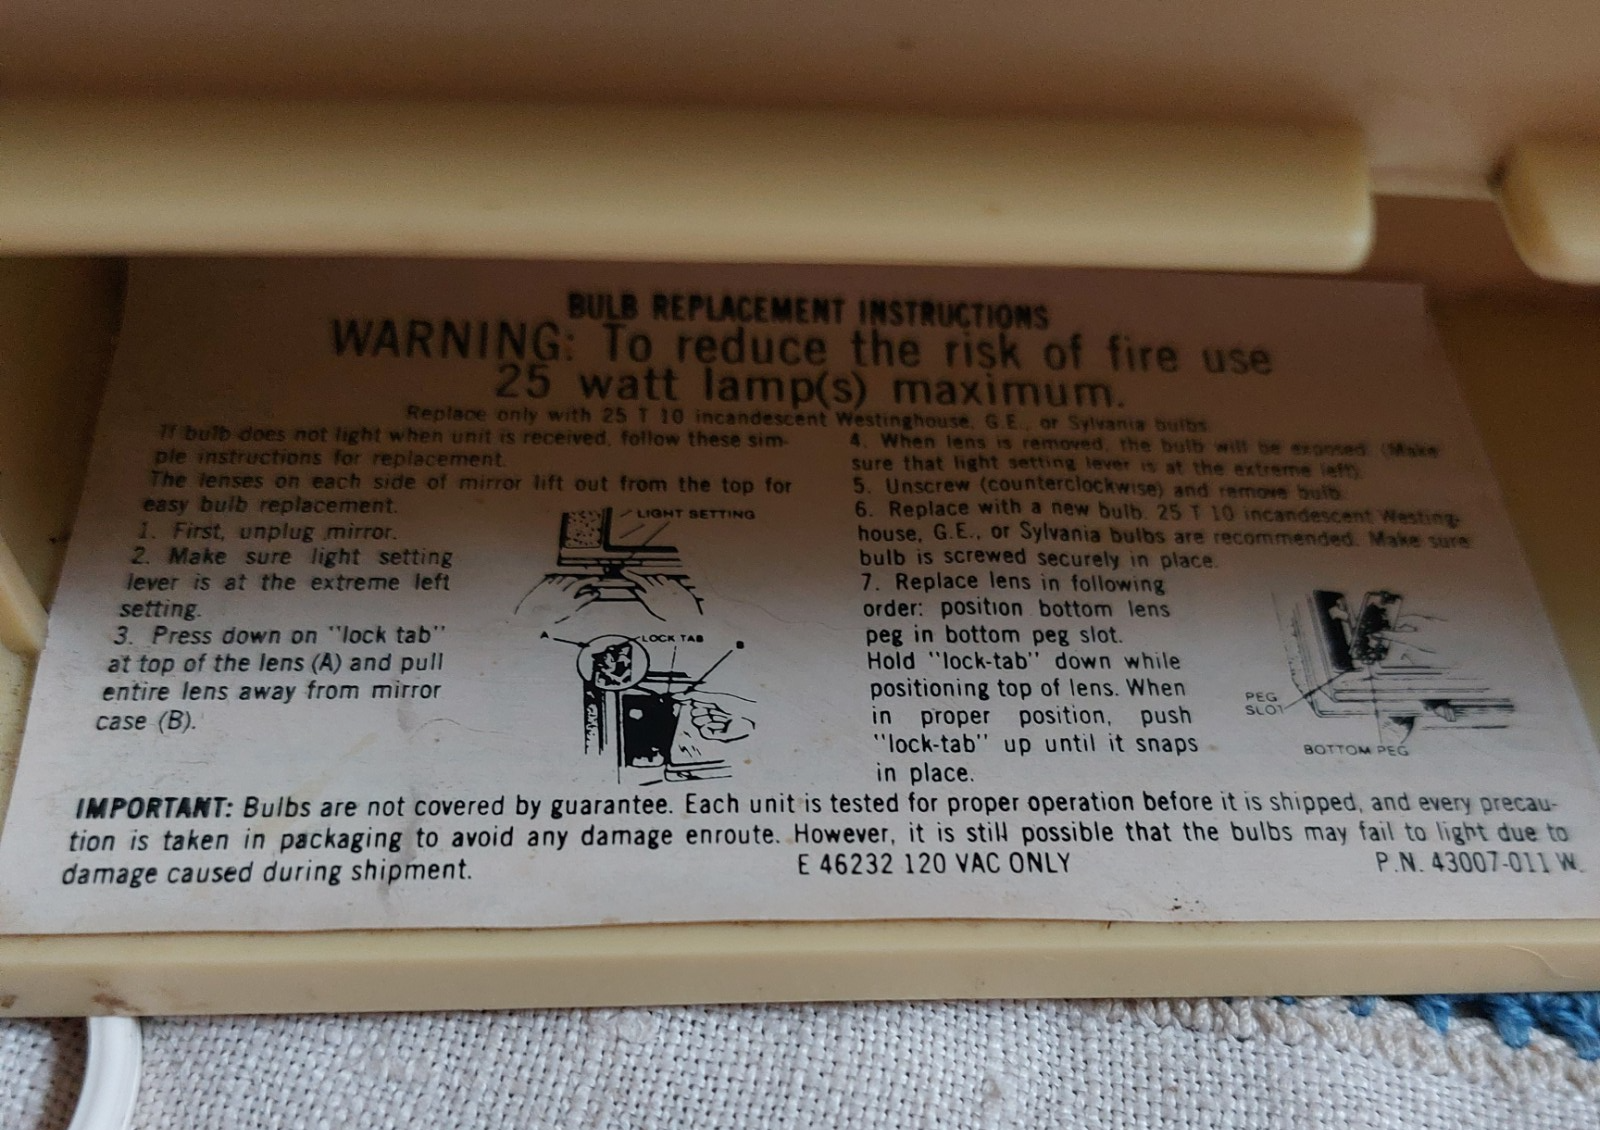 BULB REPLACEMENT INSTRUCTIONS
WARNING: To reduce the risk of fire use
25 watt lamp(s) maximum.
Replace only with 25 T 10 incandescent Westinghouse, G.E., or Sylvania bulbs
If bulb does not light when unit is received, follow these sim-
ple instructions for replacement.
The lenses on each side of mirror lift out from the top for
easy bulb replacement.
1. First, unplug mirror.
2. Make sure light setting
lever is at the extreme left
setting.
3. Press down on "lock tab"
at top of the lens (A) and pull
entire lens away from mirror
case (B).
LIGHT SETTING
A
LOCK TAB
B
4. When lens is removed, the bulb will be exposed. (Make
sure that light setting lever is at the extreme left).
5. Unscrew (counterclockwise) and remove bulb.
6. Replace with a new bulb. 25 T 10 incandescent Westing-
house, G.E., or Sylvania bulbs are recommended. Make sure
bulb is screwed securely in place.
7. Replace lens in following
order: position bottom lens
peg in bottom peg slot.
Hold "lock-tab" down while
positioning top of lens. When
in proper position, push
"lock-tab" up until it snaps
in place.
PEG
SLOT
BOTTOM PEG
IMPORTANT: Bulbs are not covered by guarantee. Each unit is tested for proper operation before it is shipped, and every precau-
tion is taken in packaging to avoid any damage enroute. However, it is still possible that the bulbs may fail to light due to
damage caused during shipment.
E 46232 120 VAC ONLY
P.N. 43007-011 W.